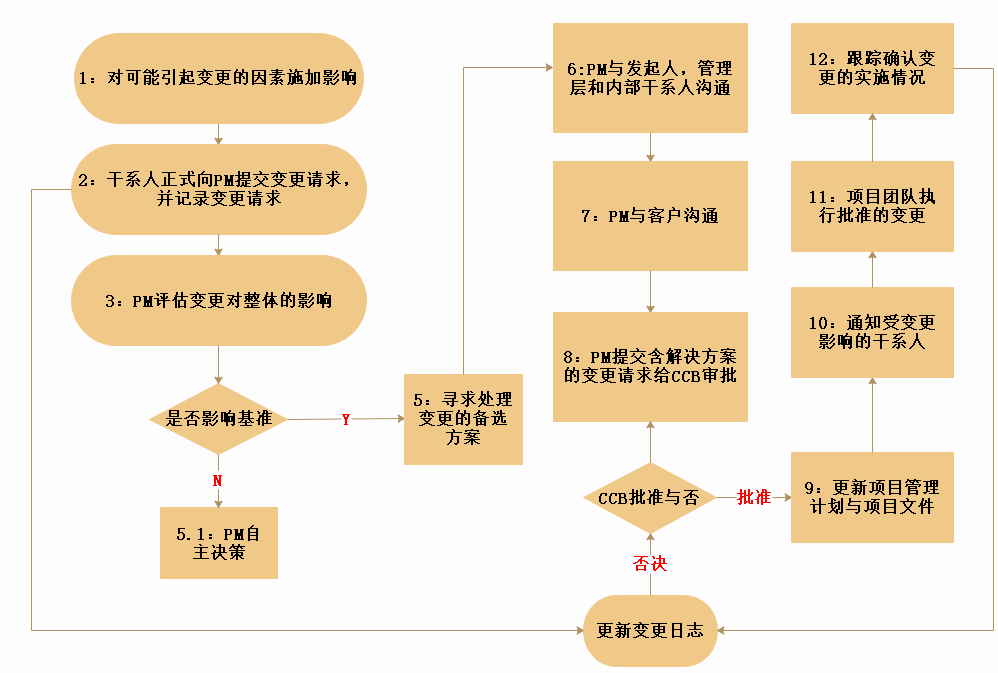 1：对可能引起变更的因素施加影响
2：干系人正式向PM提交变更请求，
并记录变更请求
3：PM评估变更对整体的影响
是否影响基准
Y
N
5.1：PM自
主决策
5：寻求处理
变更的备选
方案
6:PM与发起人，管理
层和内部干系人沟通
7：PM与客户沟通
8：PM提交含解决方案
的变更请求给CCB审批
CCB批准与否
批准
否决
更新变更日志
9：更新项目管理
计划与项目文件
10：通知受变更
影响的干系人
11：项目团队执
行批准的变更
12：跟踪确认变
更的实施情况